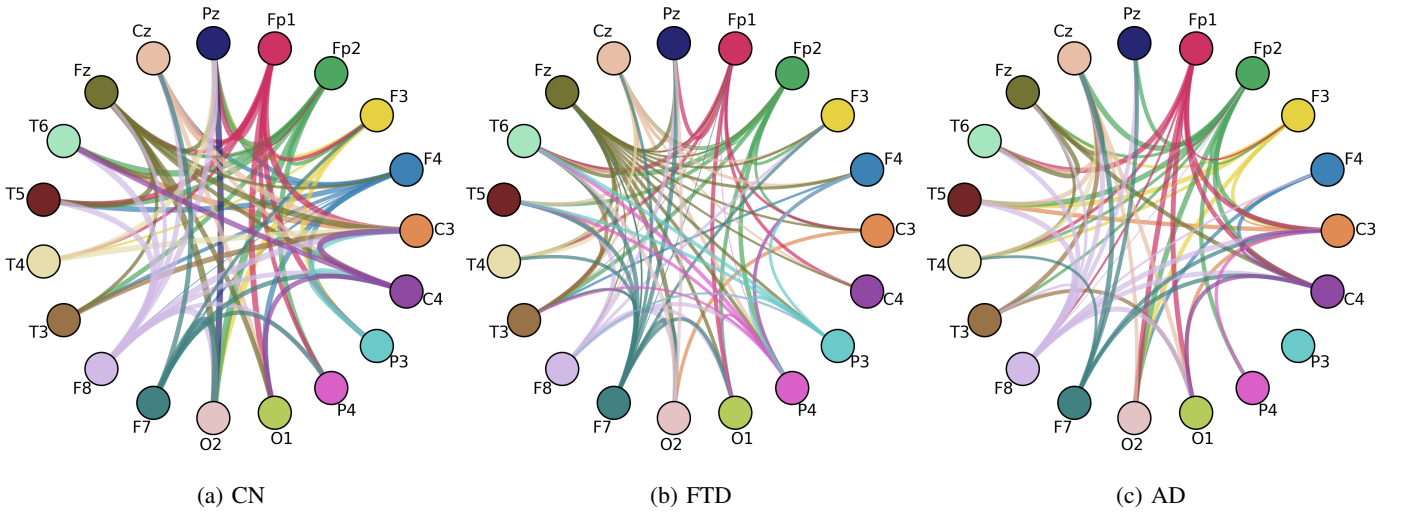 Pz
Fp1
Cz
Fp2
Fz
F3
T6
F4
T5
C3
T4
C4
T3
P3
F8
P4
F7
O1
O2
(a) CN
Pz
Fp1
Cz
Fp2
Fz
F3
T6
F4
T5
C3
T4
C4
T3
P3
F8
P4
F7
O1
O2
(b) FTD
Pz
Fp1
Cz
Fp2
Fz
F3
T6
F4
T5
C3
T4
C4
T3
P3
F8
P4
F7
O1
O2
(c) AD